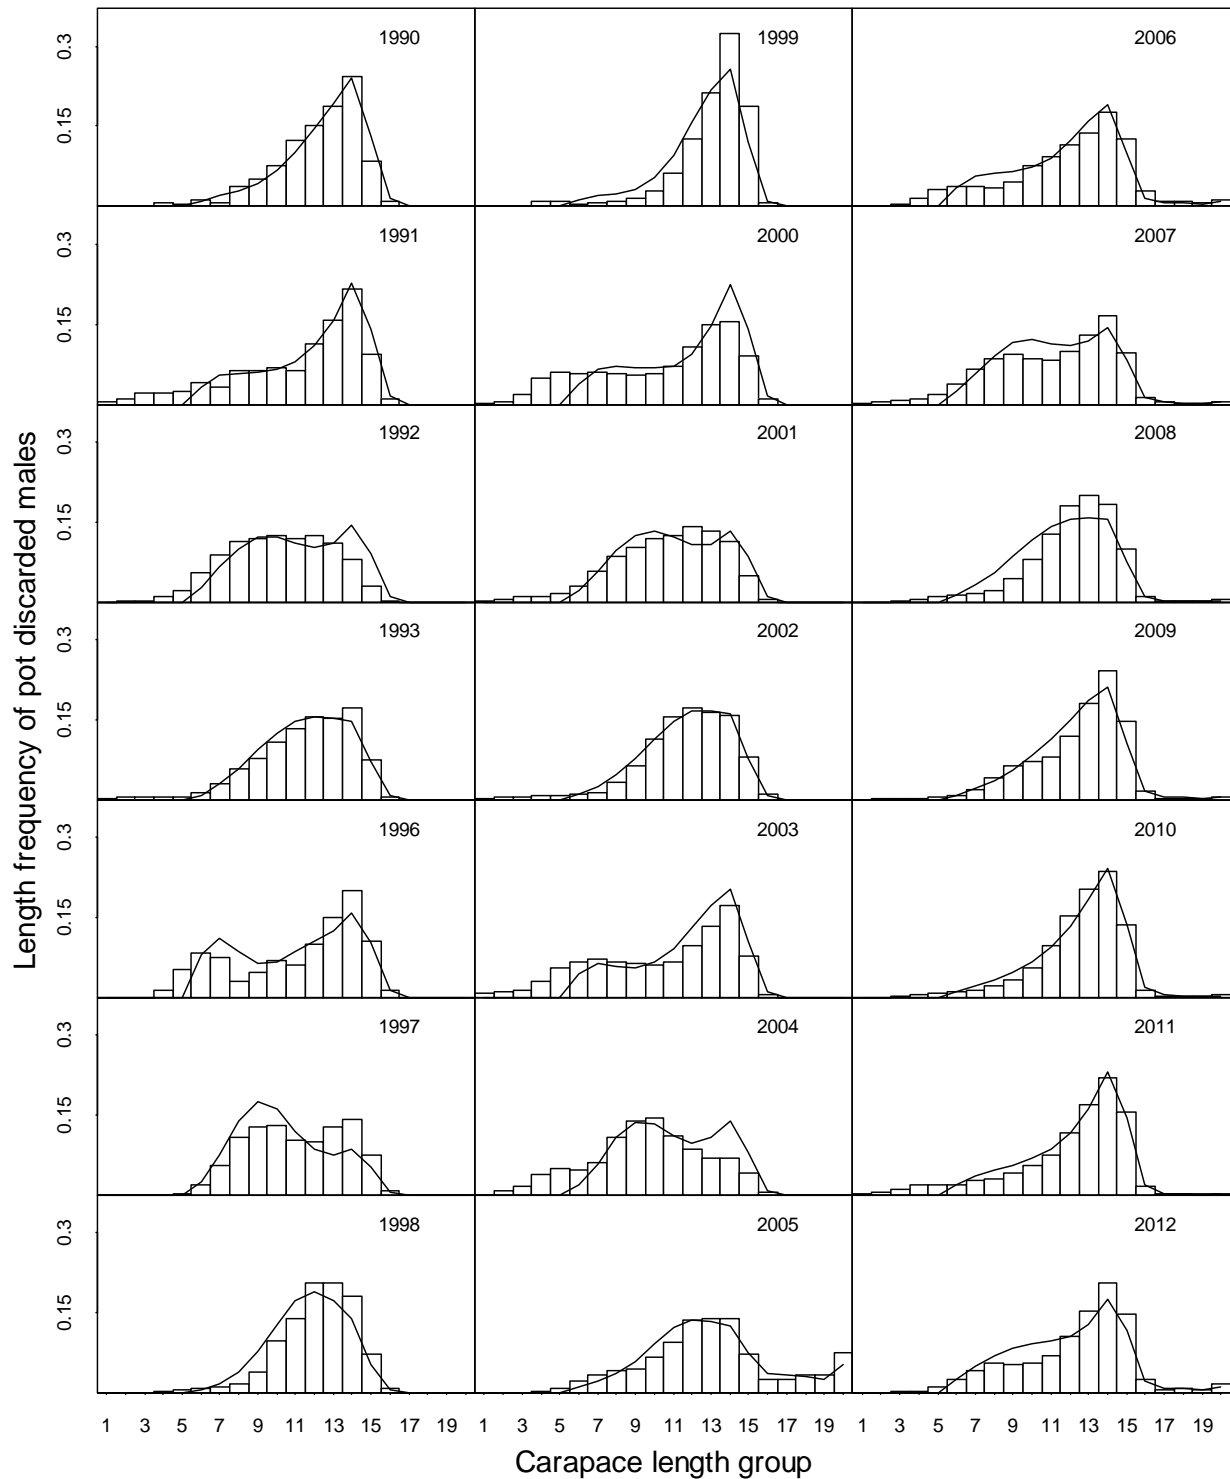 Length frequency of pot discarded males
0.3 0.15 1990 1999 2006
0.3 0.15 1991 2000 2007
0.3 0.15 1992 2001 2008
0.3 0.15 1993 2002 2009
0.3 0.15 1996 2003 2010
0.3 0.15 1997 2004 2011
0.3 0.15 1998 2005 2012
1 3 5 7 9 11 13 15 17 19 1 3 5 7 9 11 13 15 17 19 1 3 5 7 9 11 13 15 17 19
Carapace length group